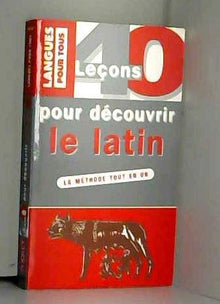 LANGUES
POUR TOUS
40
Leçons
pour découvrir
le latin
LA MÉTHODE TOUT EN UN